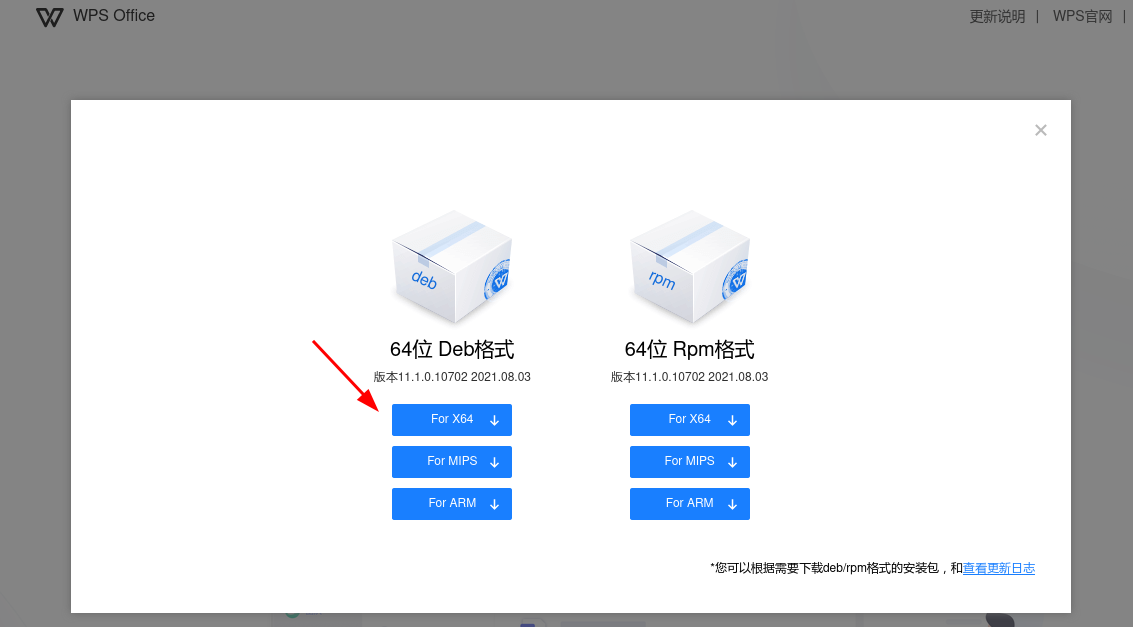 WPS Office
更新说明 | WPS官网 |
deb
rpm
64位 Deb格式
版本11.1.0.10702 2021.08.03
For X64
For MIPS
For ARM
64位 Rpm格式
版本11.1.0.10702 2021.08.03
For X64
For MIPS
For ARM
*您可以根据需要下载deb/rpm格式的安装包，和查看更新日志